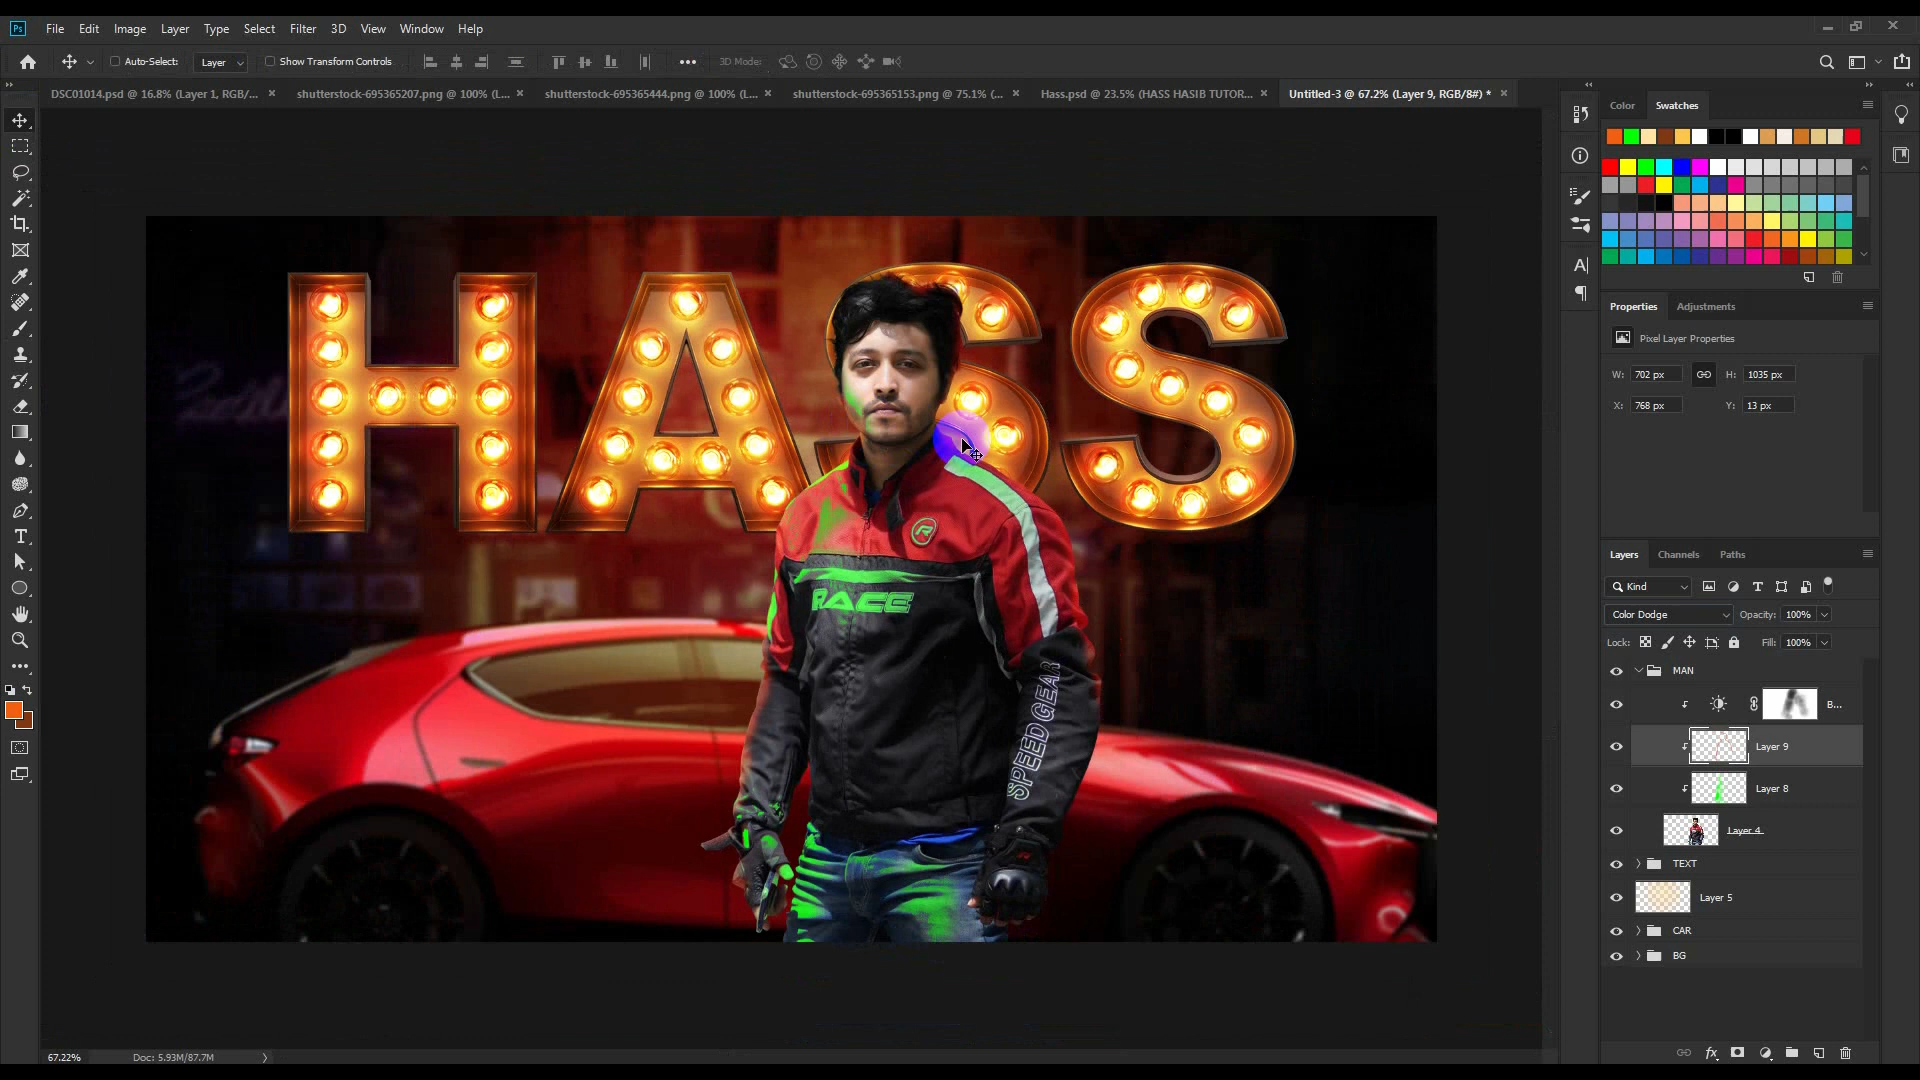 Ps File Edit Image Layer Type Select Filter 3D View Window Help
Auto-Select: Layer Show Transform Controls 3D Mode:
DSC01014.psd @ 16.8% (Layer 1, RGB/... × shutterstock-695365207.png @ 100% (L... × shutterstock-695365444.png @ 100% (L... × shutterstock-695365153.png @ 75.1% (... × Hass.psd @ 23.5% (HASS HASIB TUTOR... × Untitled-3 @ 67.2% (Layer 9, RGB/8#) * ×
Color Swatches
HASS
R
RACE
SPEED GEAR
Properties Adjustments
Pixel Layer Properties
W: 702 px H: 1035 px
X: 768 px Y: 13 px
Layers Channels Paths
Kind
Color Dodge Opacity: 100%
Lock: Fill: 100%
MAN
B...
Layer 9
Layer 8
Layer 4
TEXT
Layer 5
CAR
BG
67.22% Doc: 5.93M/87.7M